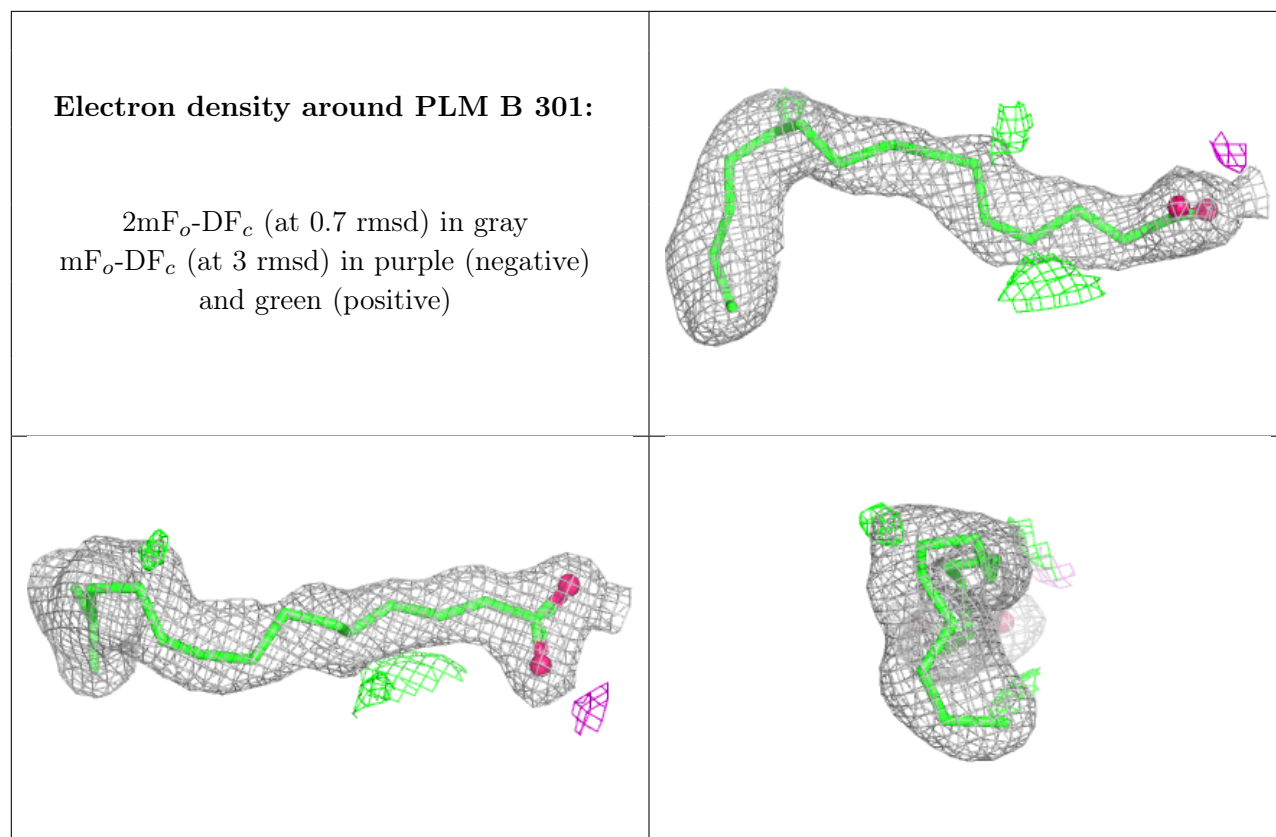 Electron density around PLM B 301:
2mFₒ-DF𝑐 (at 0.7 rmsd) in gray
mFₒ-DF𝑐 (at 3 rmsd) in purple (negative)
and green (positive)